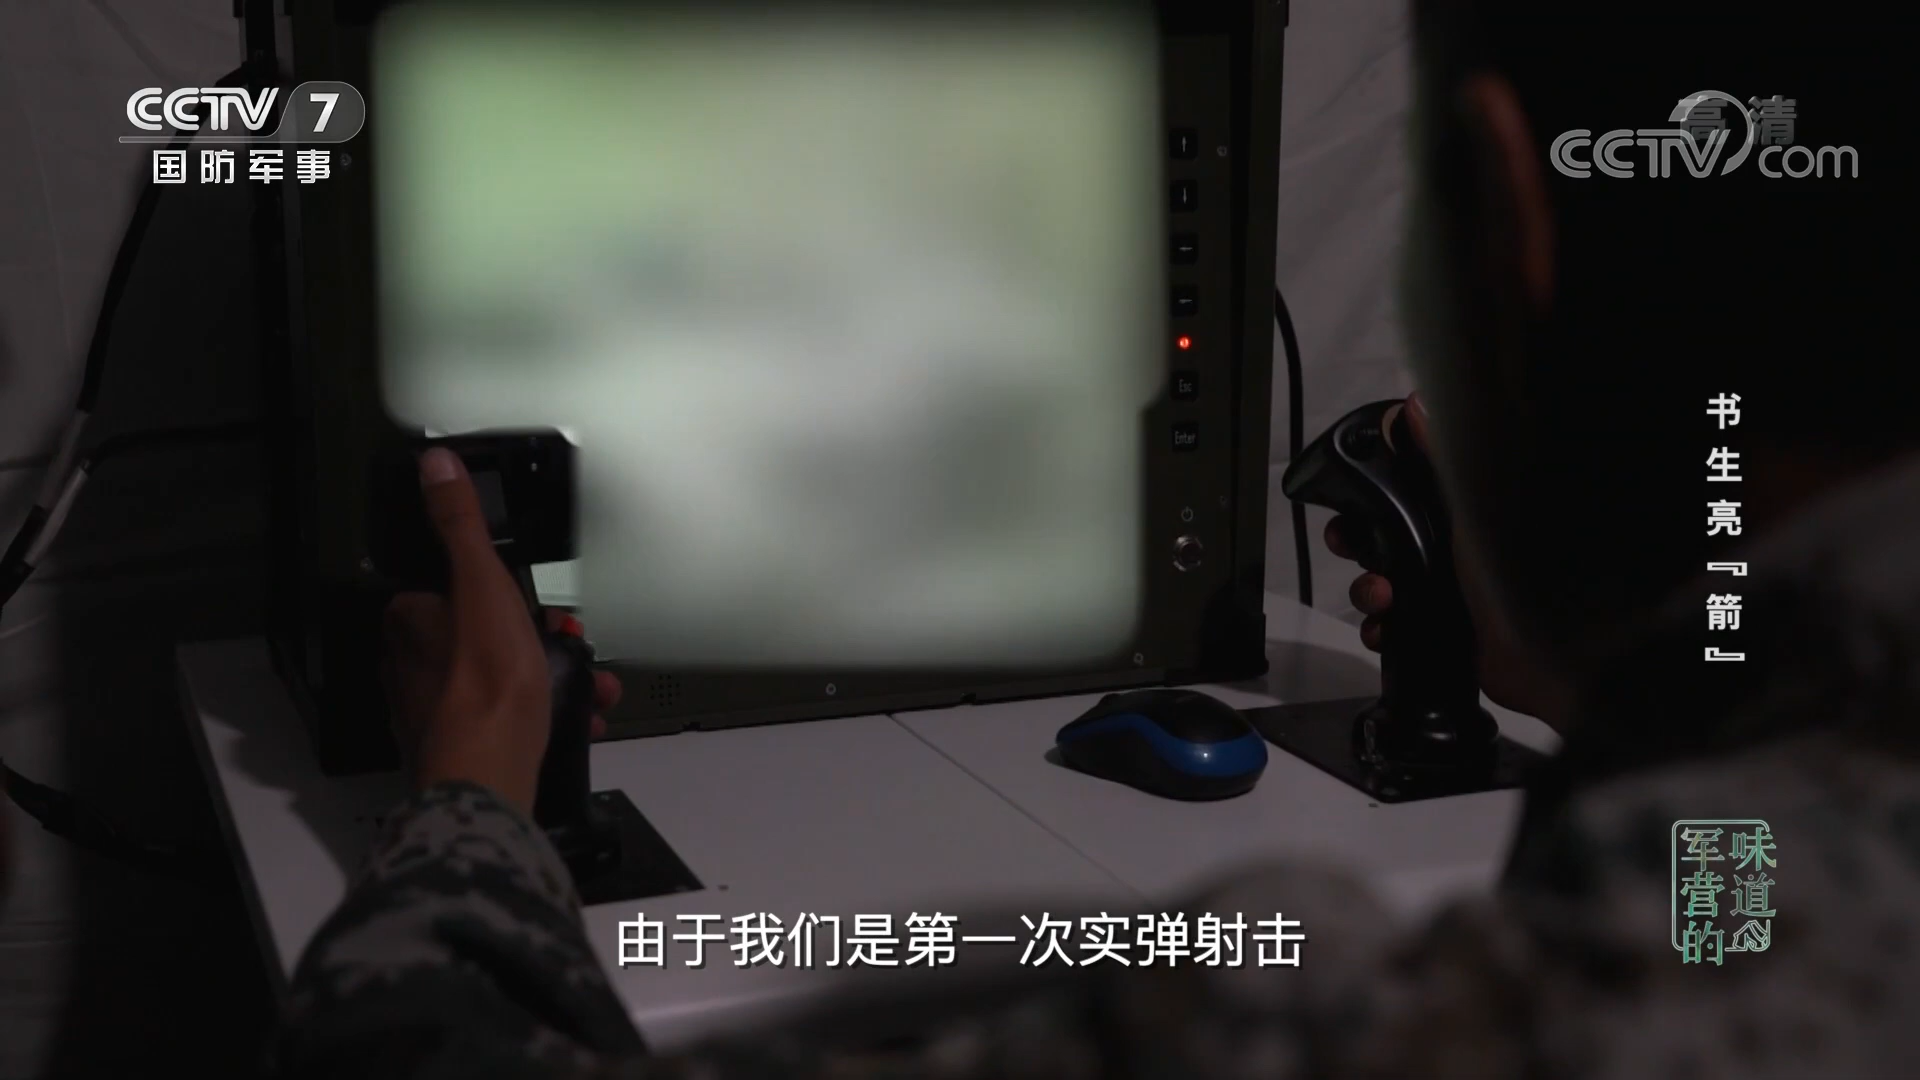 CCTV 7
国防军事
高清
CCTV.com
Esc
Enter
书生亮『箭』
军营的
味道
由于我们是第一次实弹射击